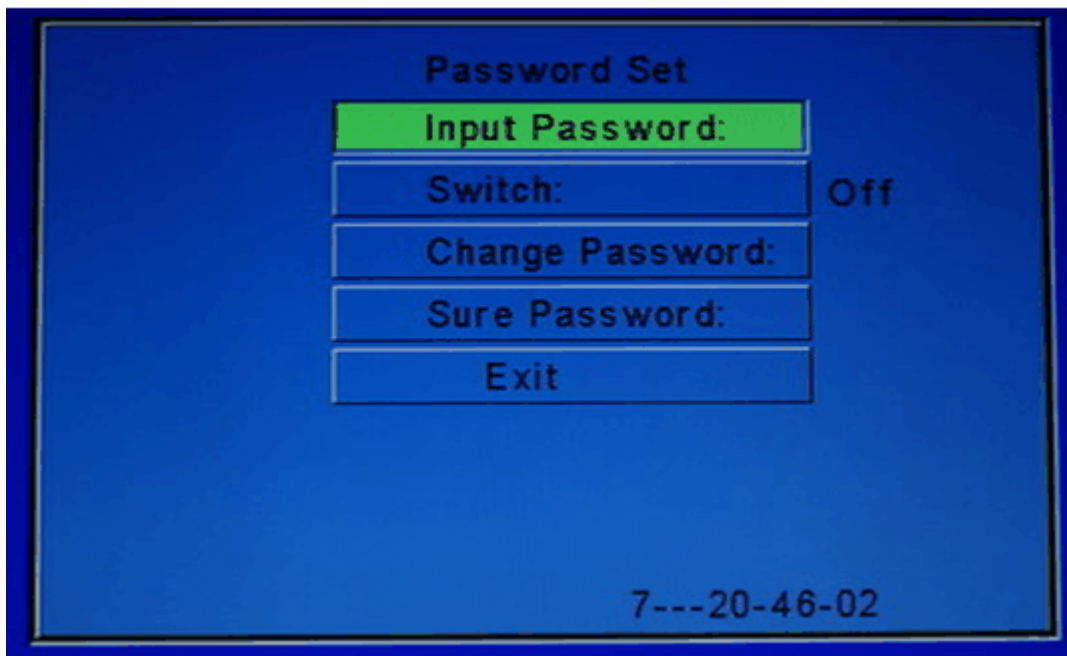 Password Set
Input Password:
Switch: Off
Change Password:
Sure Password:
Exit
7---20-46-02